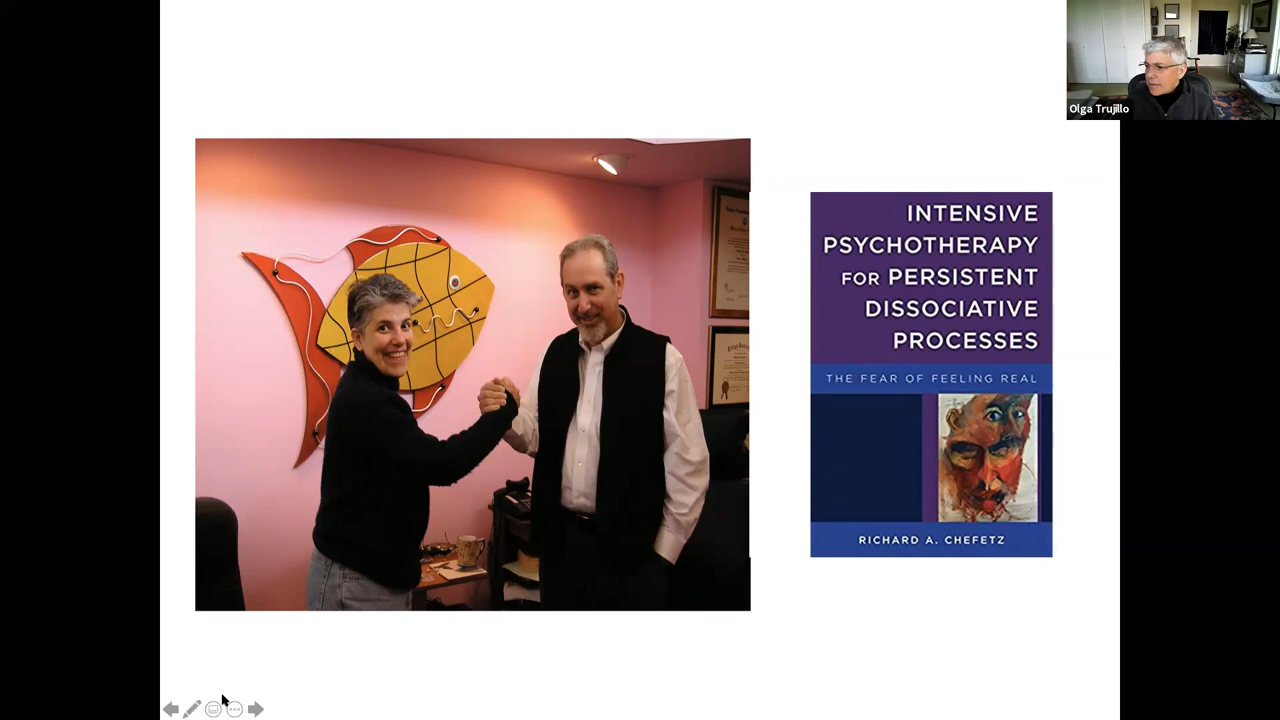 Olga Trujillo
INTENSIVE
PSYCHOTHERAPY
FOR PERSISTENT
DISSOCIATIVE
PROCESSES
THE FEAR OF FEELING REAL
RICHARD A. CHEFETZ